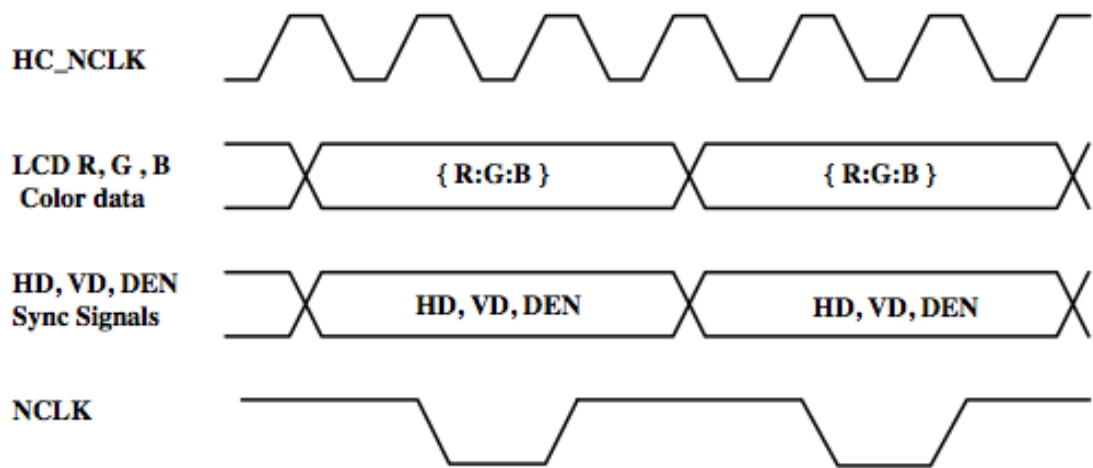 HC_NCLK
LCD R, G , B
Color data
{ R:G:B }
{ R:G:B }
HD, VD, DEN
Sync Signals
HD, VD, DEN
HD, VD, DEN
NCLK